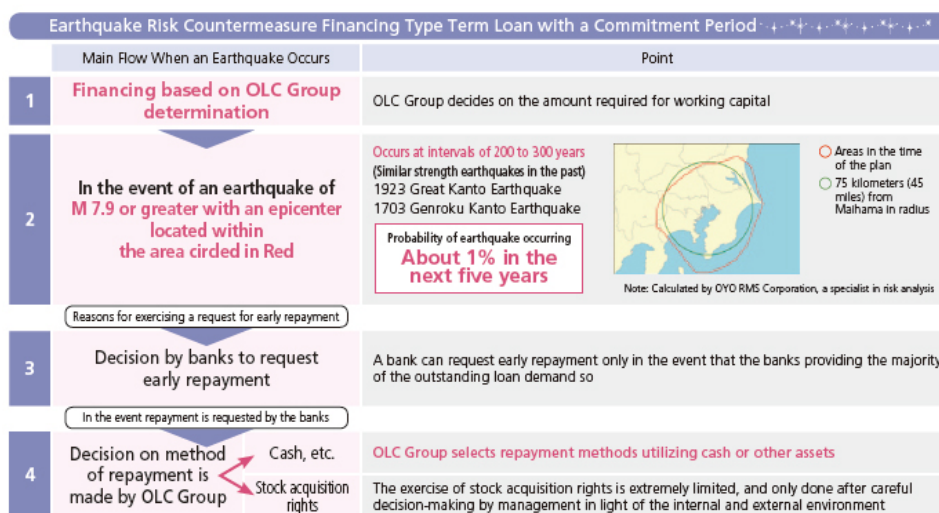 Earthquake Risk Countermeasure Financing Type Term Loan with a Commitment Period
Main Flow When an Earthquake Occurs
Point
1
Financing based on OLC Group
determination
OLC Group decides on the amount required for working capital
2
In the event of an earthquake of
M 7.9 or greater with an epicenter
located within
the area circled in Red
Occurs at intervals of 200 to 300 years
(Similar strength earthquakes in the past)
1923 Great Kanto Earthquake
1703 Genroku Kanto Earthquake
Probability of earthquake occurring
About 1% in the
next five years
Areas in the time
of the plan
75 kilometers (45
miles) from
Maihama in radius
Note: Calculated by OYO RMS Corporation, a specialist in risk analysis
Reasons for exercising a request for early repayment
3
Decision by banks to request
early repayment
A bank can request early repayment only in the event that the banks providing the majority
of the outstanding loan demand so
In the event repayment is requested by the banks
4
Decision on method
of repayment is
made by OLC Group
Cash, etc.
OLC Group selects repayment methods utilizing cash or other assets
Stock acquisition
rights
The exercise of stock acquisition rights is extremely limited, and only done after careful
decision-making by management in light of the internal and external environment